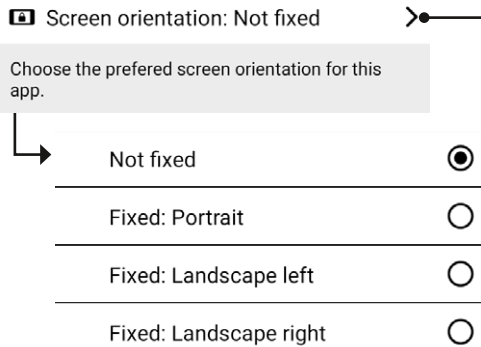 Screen orientation: Not fixed
Choose the prefered screen orientation for this
app.
Not fixed
Fixed: Portrait
Fixed: Landscape left
Fixed: Landscape right